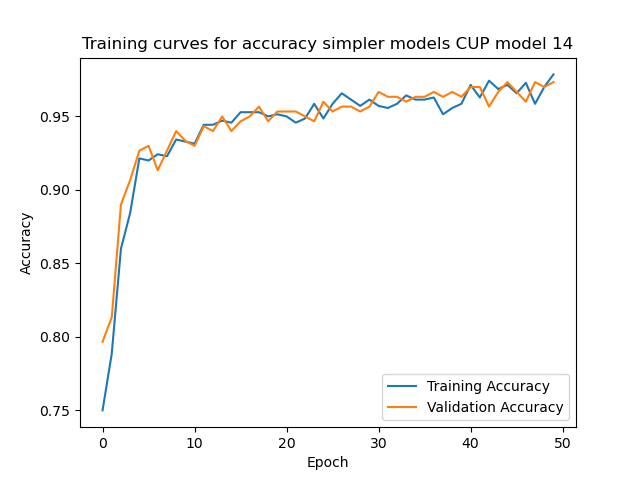 Training curves for accuracy simpler models CUP model 14
Accuracy
0.95
0.90
0.85
0.80
0.75
0 10 20 30 40 50
Epoch
Training Accuracy
Validation Accuracy